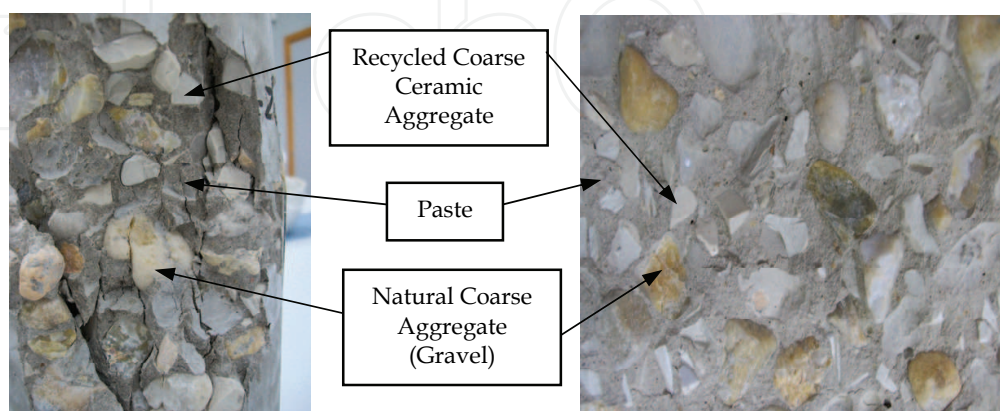 Recycled Coarse
Ceramic
Aggregate
Paste
Natural Coarse
Aggregate
(Gravel)